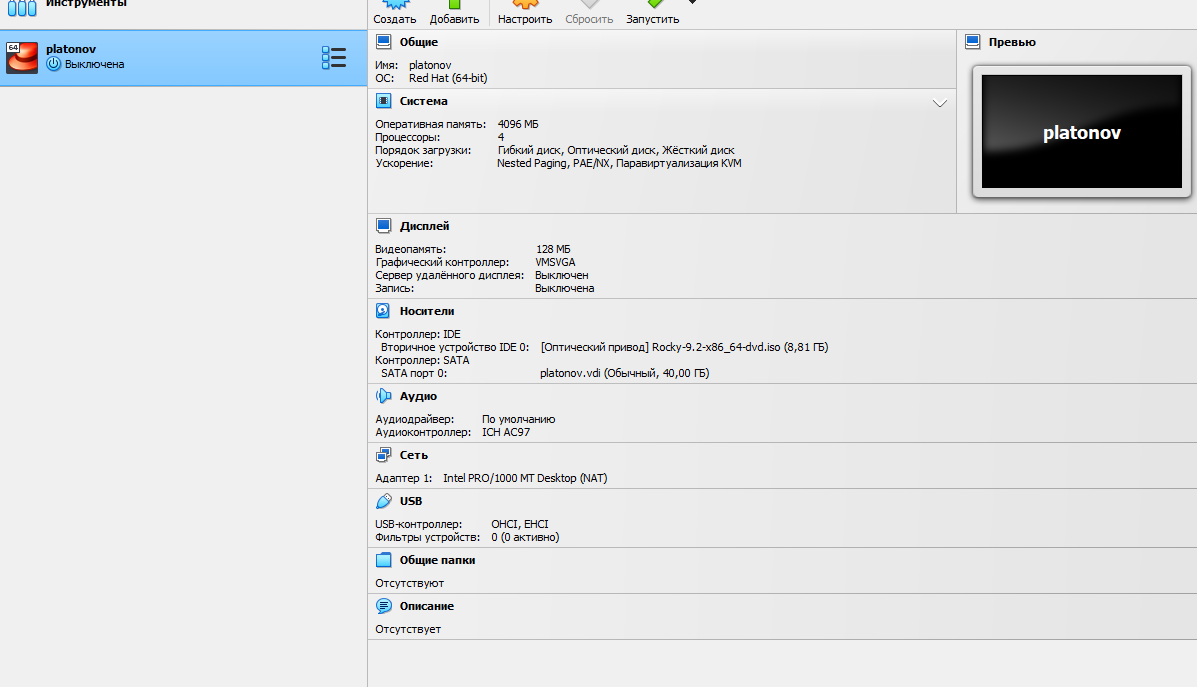 Инструменты
Создать Добавить Настроить Сбросить Запустить
64 platonov
Выключена
Общие
Имя: platonov
ОС: Red Hat (64-bit)
Превью
platonov
Система
Оперативная память: 4096 МБ
Процессоры: 4
Порядок загрузки: Гибкий диск, Оптический диск, Жёсткий диск
Ускорение: Nested Paging, PAE/NX, Паравиртуализация KVM
Дисплей
Видеопамять: 128 МБ
Графический контроллер: VMSVGA
Сервер удалённого дисплея: Выключен
Запись: Выключена
Носители
Контроллер: IDE
Вторичное устройство IDE 0: [Оптический привод] Rocky-9.2-x86_64-dvd.iso (8,81 ГБ)
Контроллер: SATA
SATA порт 0: platonov.vdi (Обычный, 40,00 ГБ)
Аудио
Аудиодрайвер: По умолчанию
Аудиоконтроллер: ICH AC97
Сеть
Адаптер 1: Intel PRO/1000 MT Desktop (NAT)
USB
USB-контроллер: OHCI, EHCI
Фильтры устройств: 0 (0 активно)
Общие папки
Отсутствуют
Описание
Отсутствует